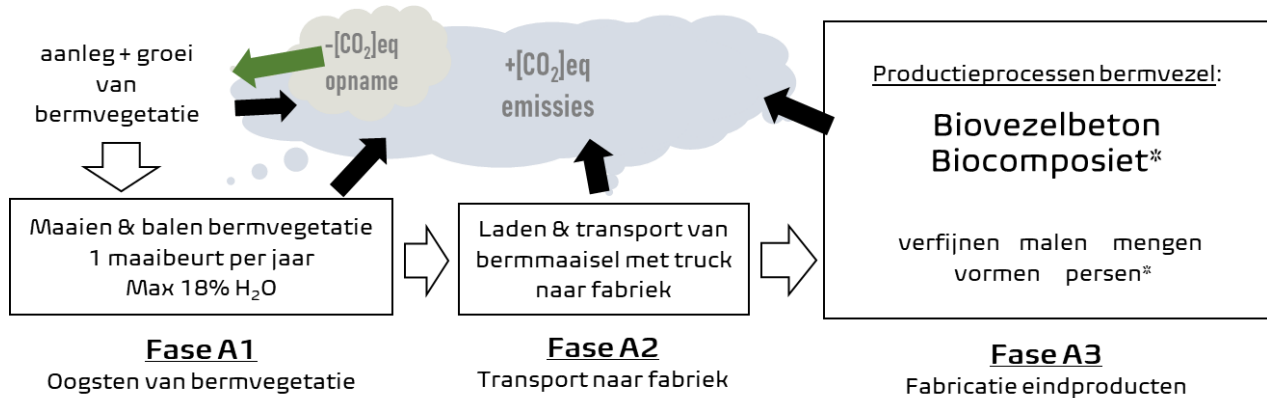 aanleg + groei
van
bermvegetatie
-[CO₂]eq
opname
+[CO₂]eq
emissies
Maaien & balen bermvegetatie
1 maaibeurt per jaar
Max 18% H₂O
Fase A1
Oogsten van bermvegetatie
Laden & transport van
bermmaaisel met truck
naar fabriek
Fase A2
Transport naar fabriek
Productieprocessen bermvezel:
Biovezelbeton
Biocomposiet*
verfijnen malen mengen
vormen persen*
Fase A3
Fabricatie eindproducten